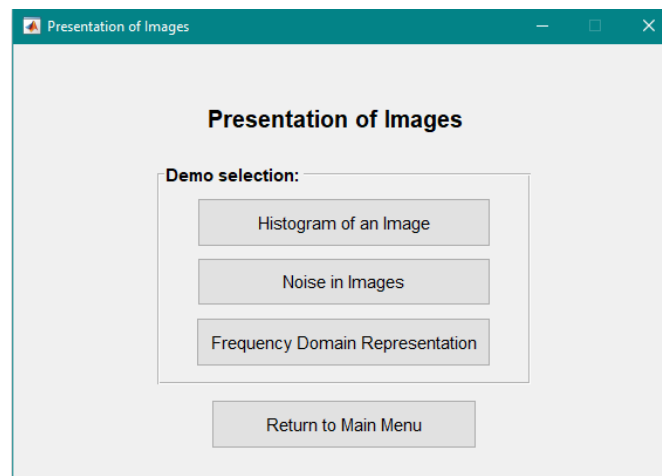 Presentation of Images
Presentation of Images
Demo selection:
Histogram of an Image
Noise in Images
Frequency Domain Representation
Return to Main Menu